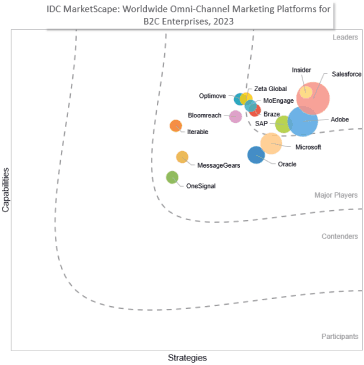 IDC MarketScape: Worldwide Omni-Channel Marketing Platforms for
B2C Enterprises, 2023
Leaders
Insider
Salesforce
Zeta Global
Optimove
MoEngage
Bloomreach
Braze
SAP
Adobe
Iterable
Microsoft
MessageGears
Oracle
OneSignal
Major Players
Contenders
Participants
Capabilities
Strategies